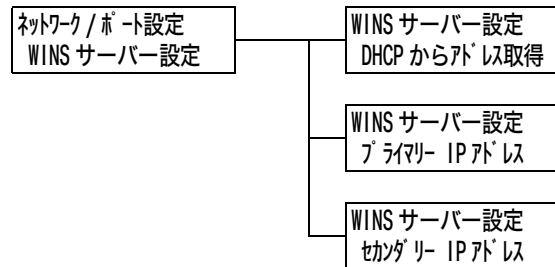 ﾈｯﾄﾜｰｸ / ﾎﾟｰﾄ設定
WINS サーバー設定
WINS サーバー設定
DHCP からｱﾄﾞﾚｽ取得
WINS サーバー設定
ﾌﾟﾗｲﾏﾘｰ IP ｱﾄﾞﾚｽ
WINS サーバー設定
ｾｶﾝﾀﾞﾘｰ IP ｱﾄﾞﾚｽ